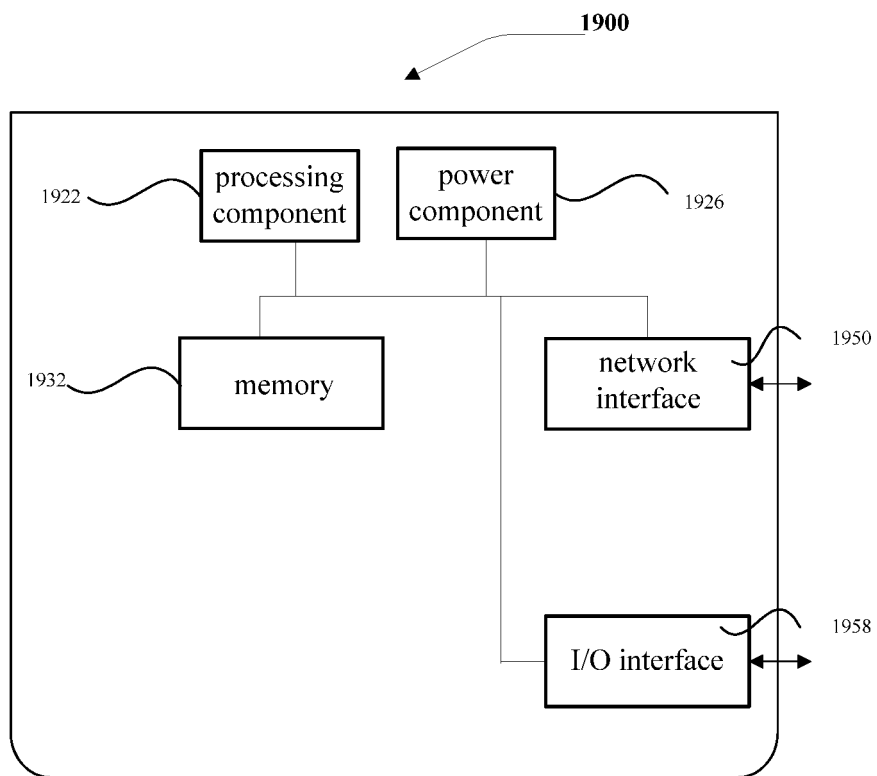 1900
processing
component
power
component
1922
1926
memory
1932
network
interface
1950
I/O interface
1958